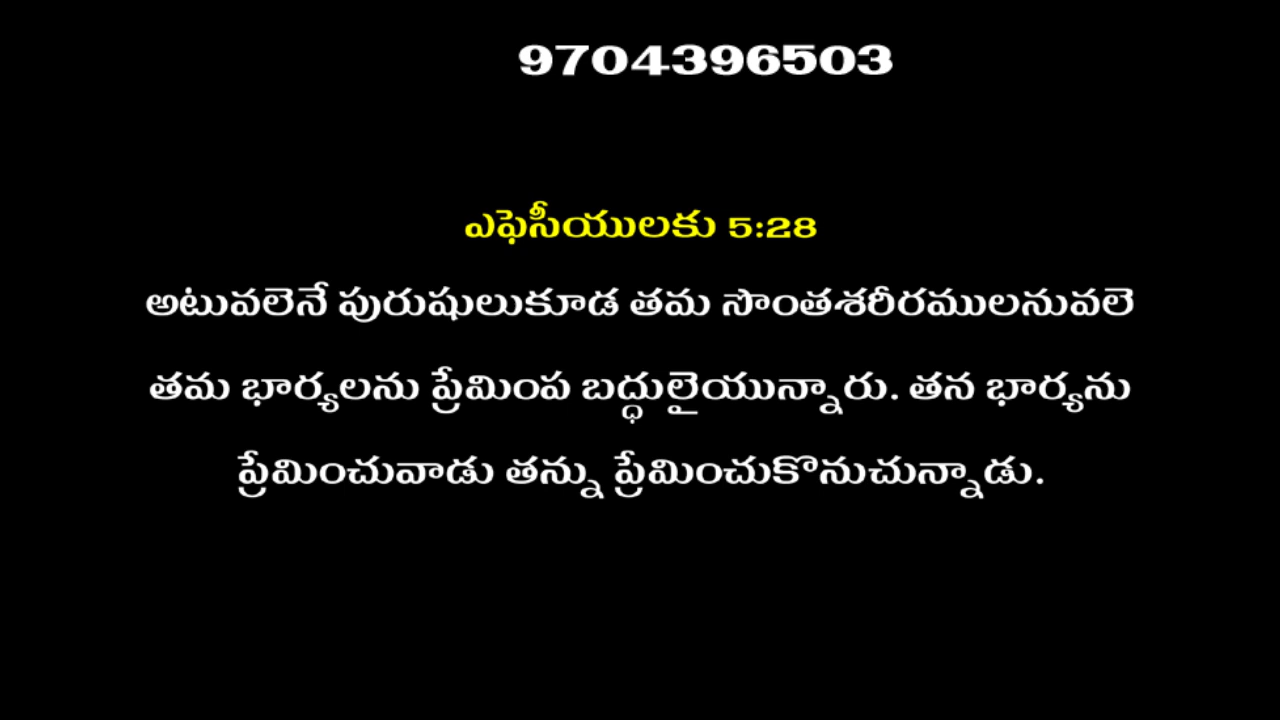 9704396503
ఎఫెసీయులకు 5:28
అటువలెనే పురుషులుకూడ తమ సొంతశరీరములనువలె
తమ భార్యలను ప్రేమింప బద్ధులైయున్నారు. తన భార్యను
ప్రేమించువాడు తన్ను ప్రేమించుకొనుచున్నాడు.